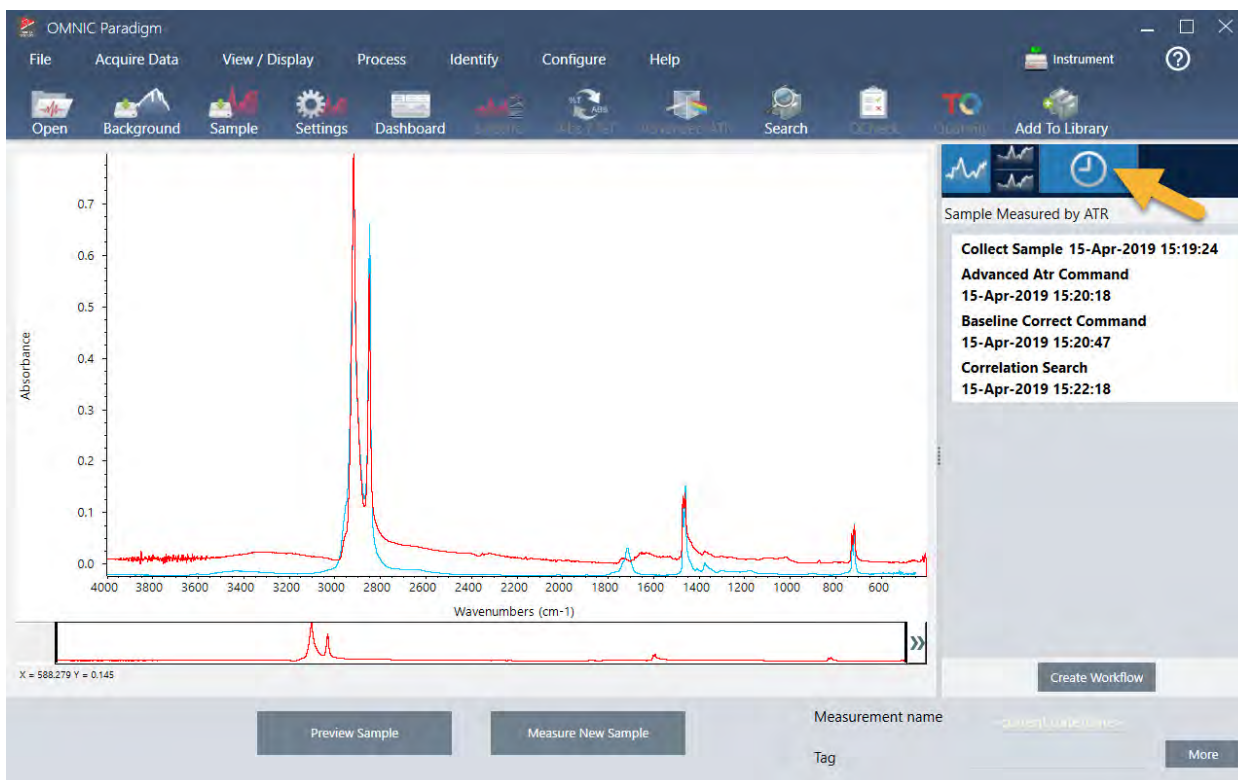 OMNIC Paradigm
File Acquire Data View / Display Process Identify Configure Help Instrument
Open Background Sample Settings Dashboard Search Add To Library
Sample Measured by ATR
Collect Sample 15-Apr-2019 15:19:24
Advanced Atr Command
15-Apr-2019 15:20:18
Baseline Correct Command
15-Apr-2019 15:20:47
Correlation Search
15-Apr-2019 15:22:18
Absorbance
0.7
0.6
0.5
0.4
0.3
0.2
0.1
0.0
4000 3800 3600 3400 3200 3000 2800 2600 2400 2200 2000 1800 1600 1400 1200 1000 800 600
Wavenumbers (cm-1)
X = 588.279 Y = 0.145
Create Workflow
Preview Sample Measure New Sample
Measurement name
Tag
More